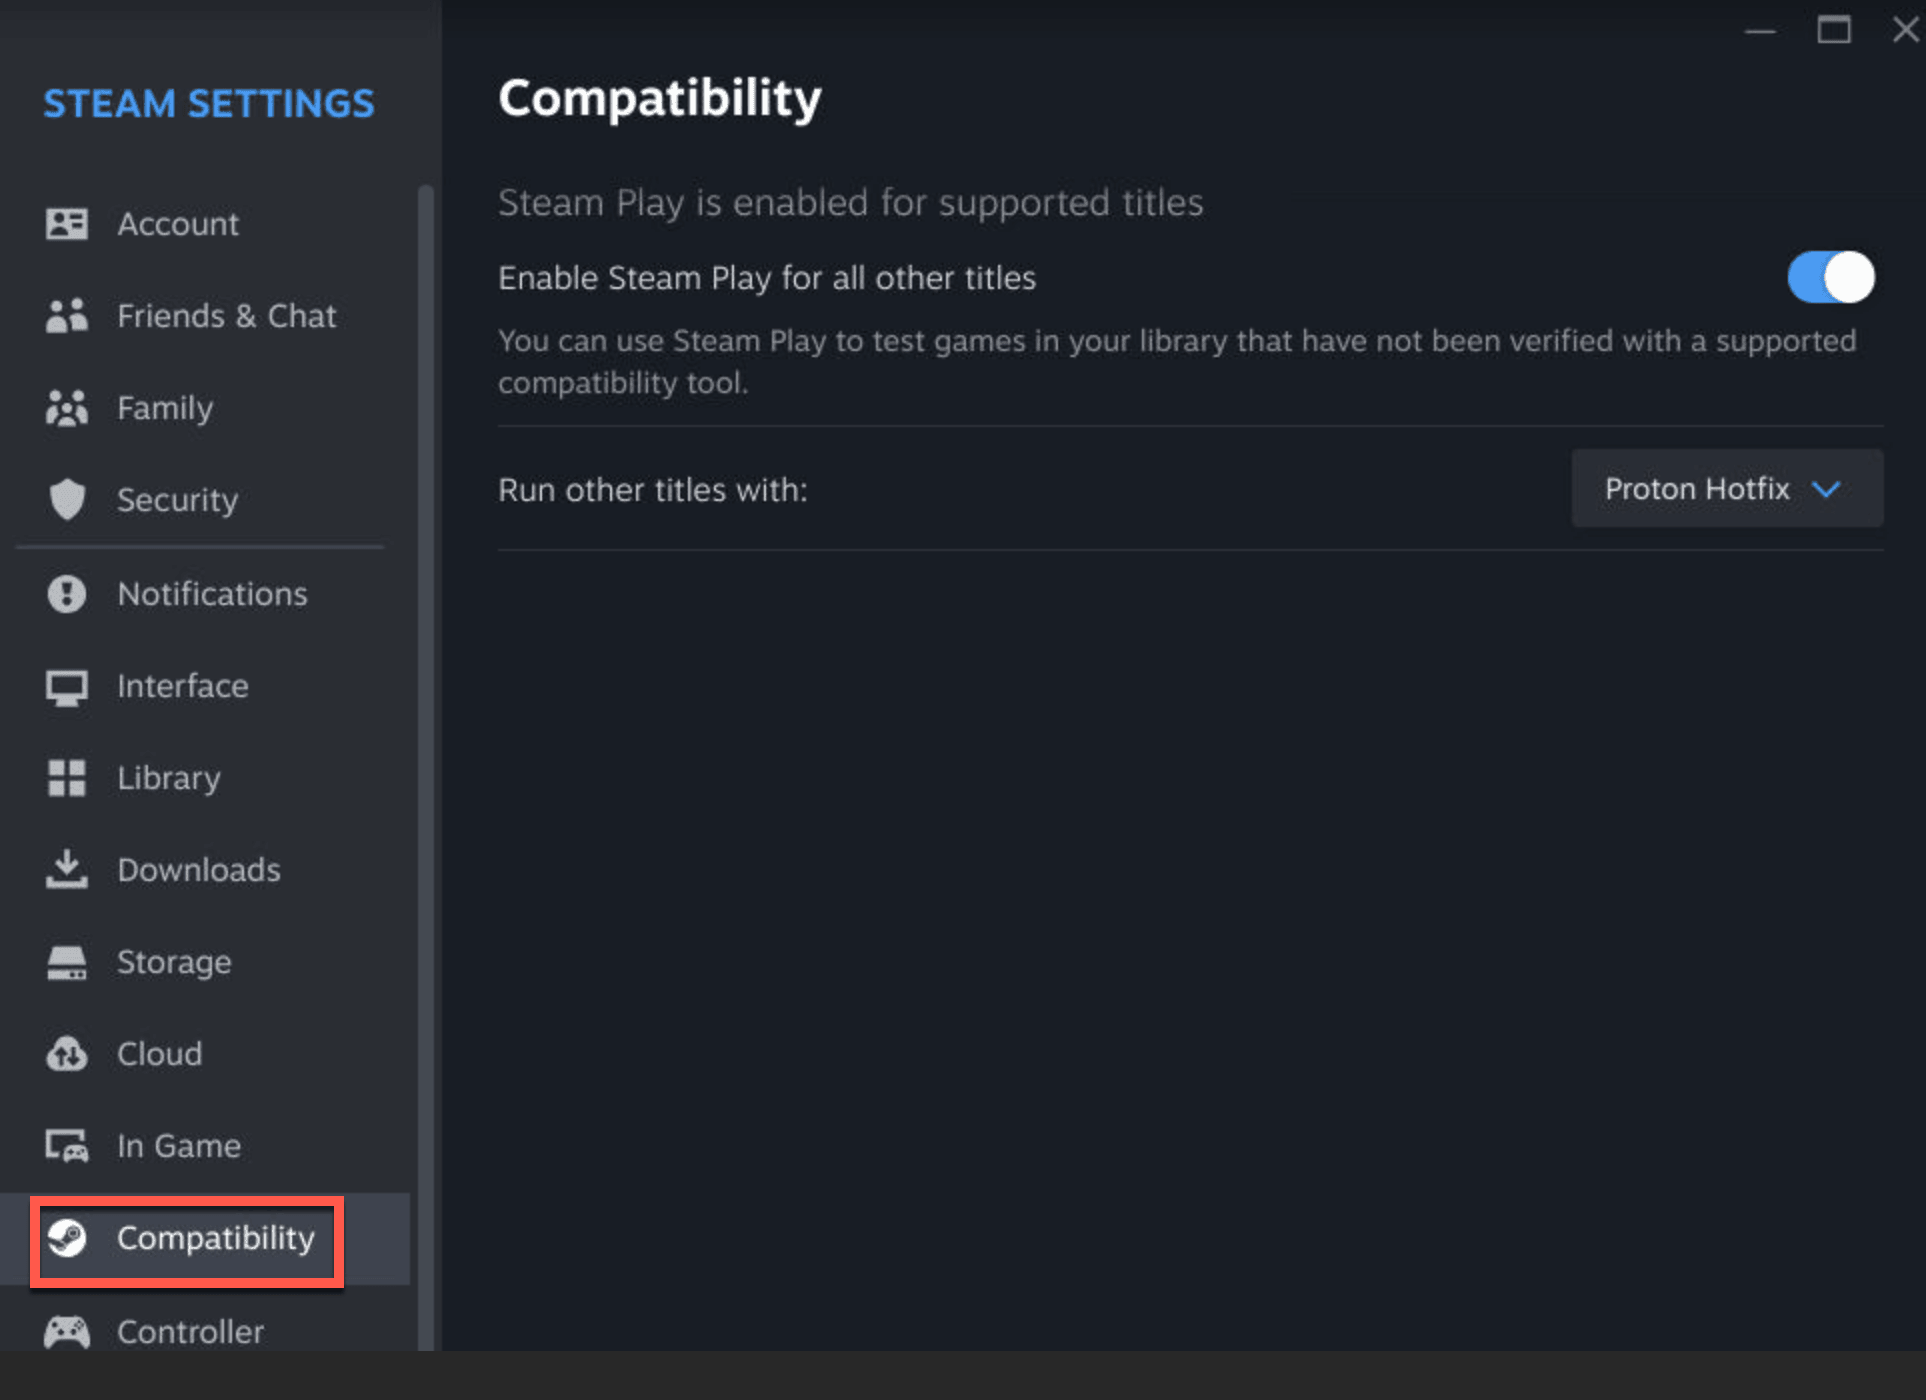 STEAM SETTINGS
Account
Friends & Chat
Family
Security
Notifications
Interface
Library
Downloads
Storage
Cloud
In Game
Compatibility
Controller
Compatibility
Steam Play is enabled for supported titles
Enable Steam Play for all other titles
You can use Steam Play to test games in your library that have not been verified with a supported
compatibility tool.
Run other titles with:
Proton Hotfix